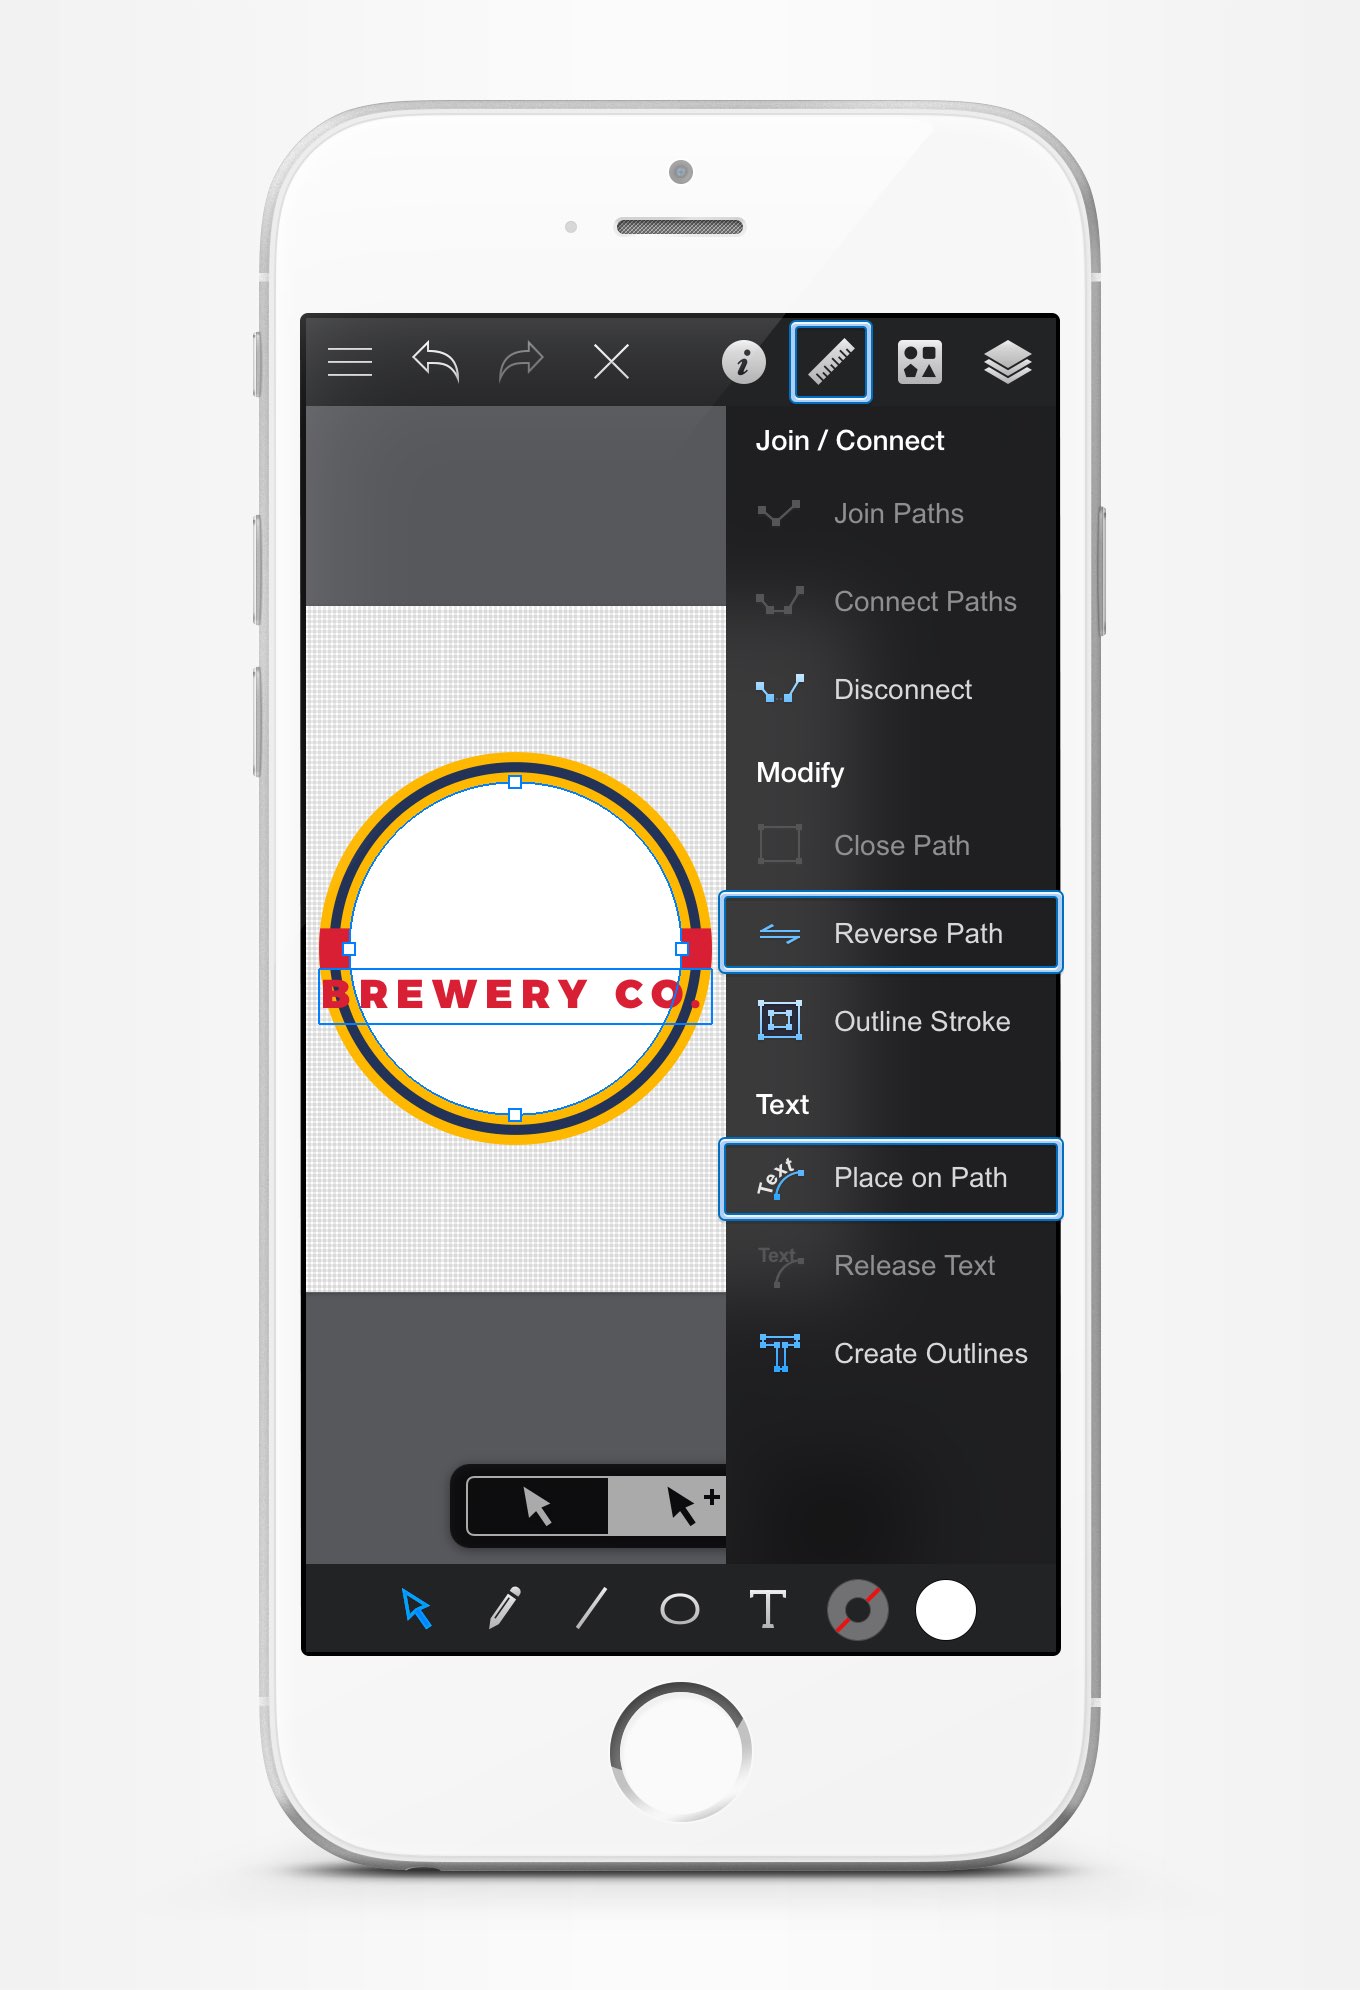 Join / Connect
Join Paths
Connect Paths
Disconnect
Modify
Close Path
Reverse Path
BREWERY CO.
Outline Stroke
Text
Text
Place on Path
Text
Release Text
Create Outlines